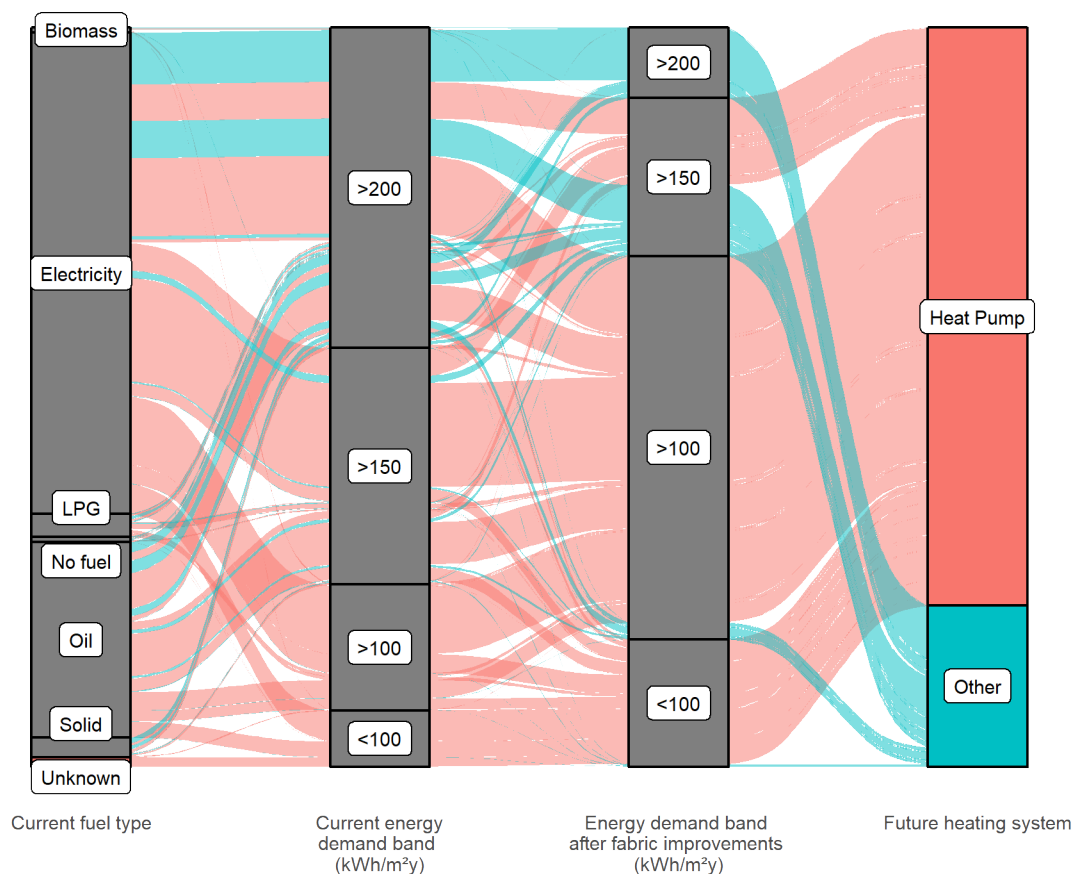 Biomass
Electricity
LPG
No fuel
Oil
Solid
Unknown
>200
>150
>100
<100
>200
>150
>100
<100
Heat Pump
Other
Current fuel type
Current energy
demand band
(kWh/m²y)
Energy demand band
after fabric improvements
(kWh/m²y)
Future heating system